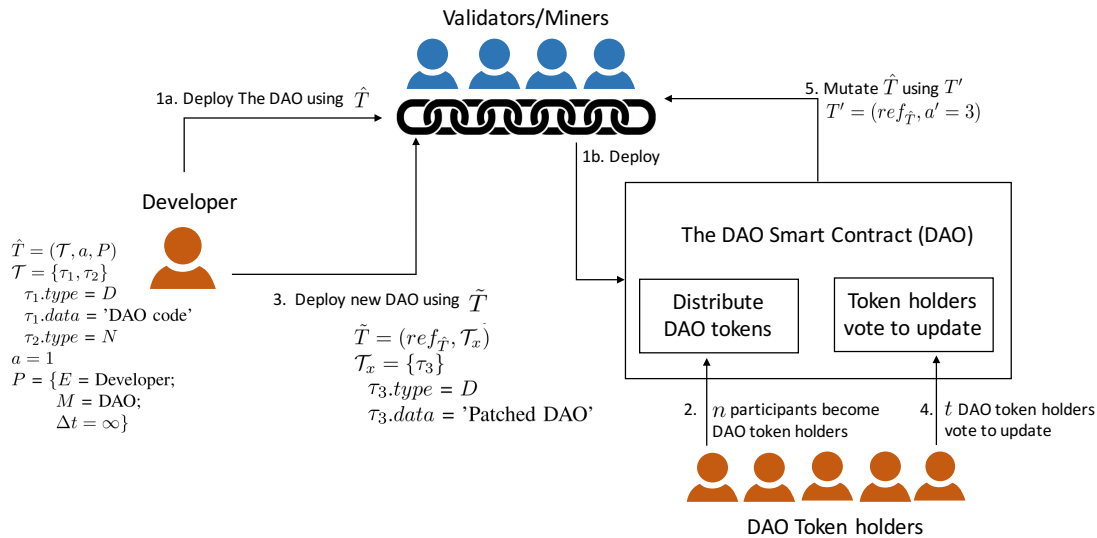 Validators/Miners
1a. Deploy The DAO using T̂
5. Mutate T̂ using T′
T′ = (ref_T̂, a′ = 3)
1b. Deploy
Developer
T̂ = (𝒯, a, P)
𝒯 = {τ₁, τ₂}
τ₁.type = D
τ₁.data = 'DAO code'
τ₂.type = N
a = 1
P = {E = Developer;
M = DAO;
Δt = ∞}
3. Deploy new DAO using T̃
T̃ = (ref_T̂, 𝒯ₓ)
𝒯ₓ = {τ₃}
τ₃.type = D
τ₃.data = 'Patched DAO'
The DAO Smart Contract (DAO)
Distribute
DAO tokens
Token holders
vote to update
2. n participants become
DAO token holders
4. t DAO token holders
vote to update
DAO Token holders